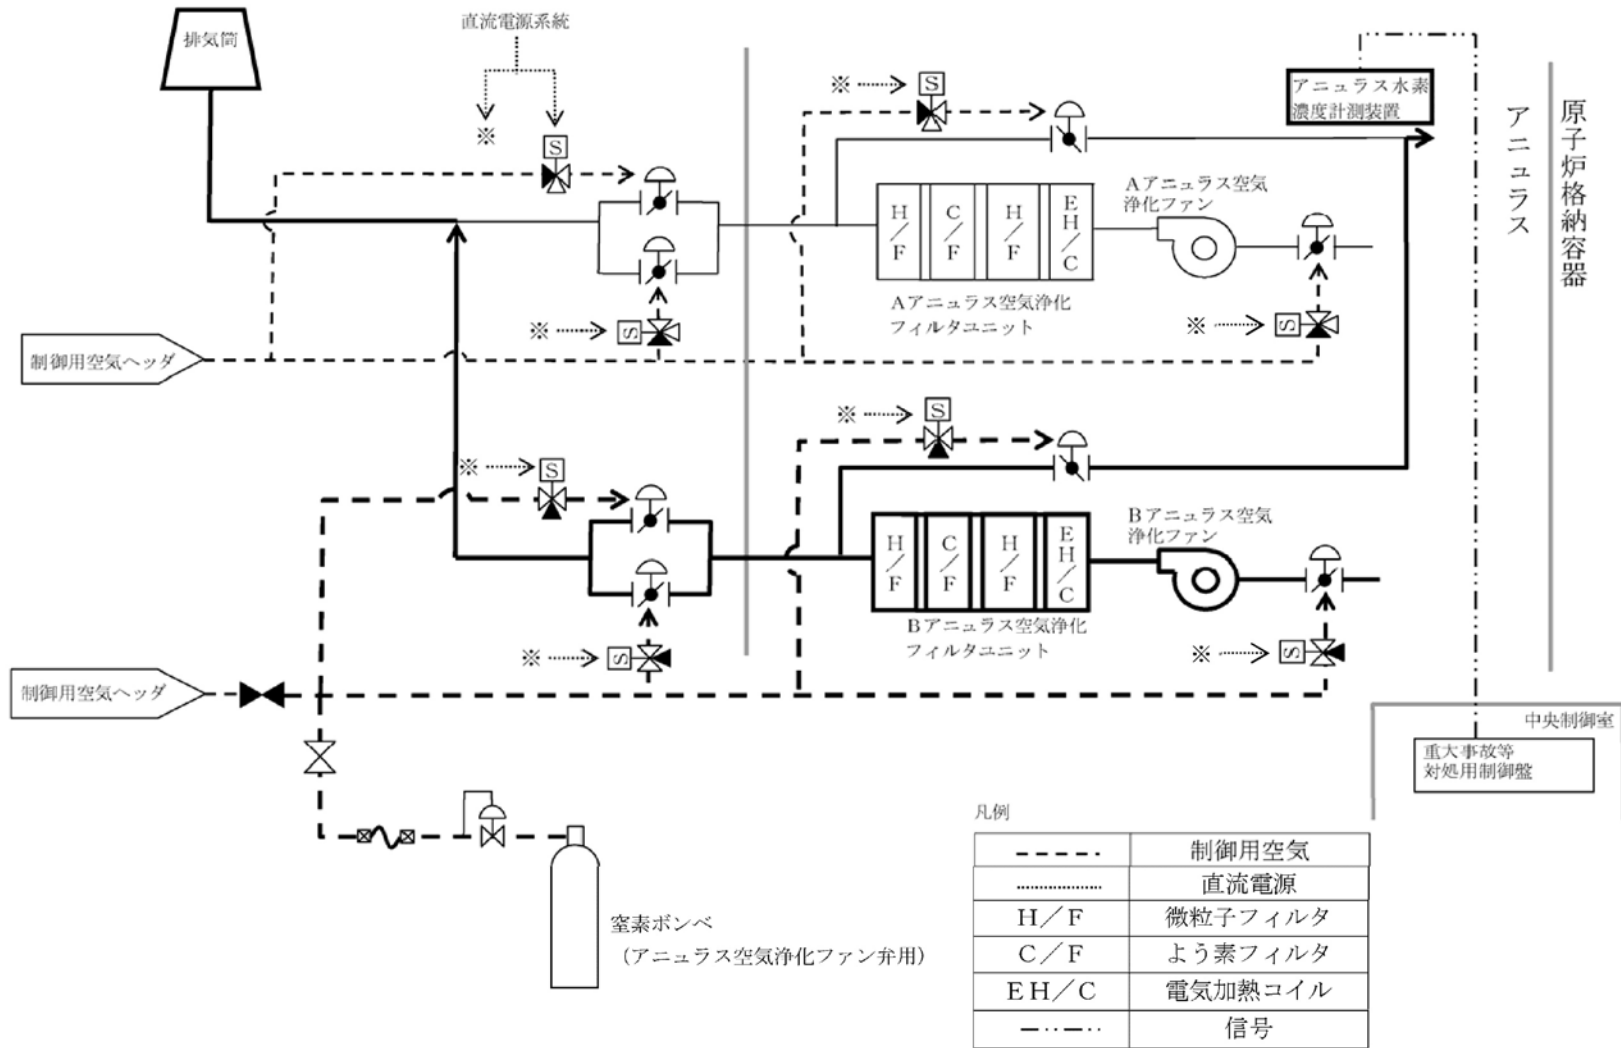 排気筒
直流電源系統
※
※
S
S
アニュラス水素
濃度計測装置
アニュラス
原子炉格納容器
H/F
C/F
H/F
EH/C
Aアニュラス空気
浄化ファン
Aアニュラス空気浄化
フィルタユニット
※
S
※
S
制御用空気ヘッダ
※
S
※
S
H/F
C/F
H/F
EH/C
Bアニュラス空気
浄化ファン
Bアニュラス空気浄化
フィルタユニット
※
S
※
S
制御用空気ヘッダ
中央制御室
重大事故等
対処用制御盤
窒素ボンベ
(アニュラス空気浄化ファン弁用)
凡例
制御用空気
直流電源
H/F 微粒子フィルタ
C/F よう素フィルタ
EH/C 電気加熱コイル
信号